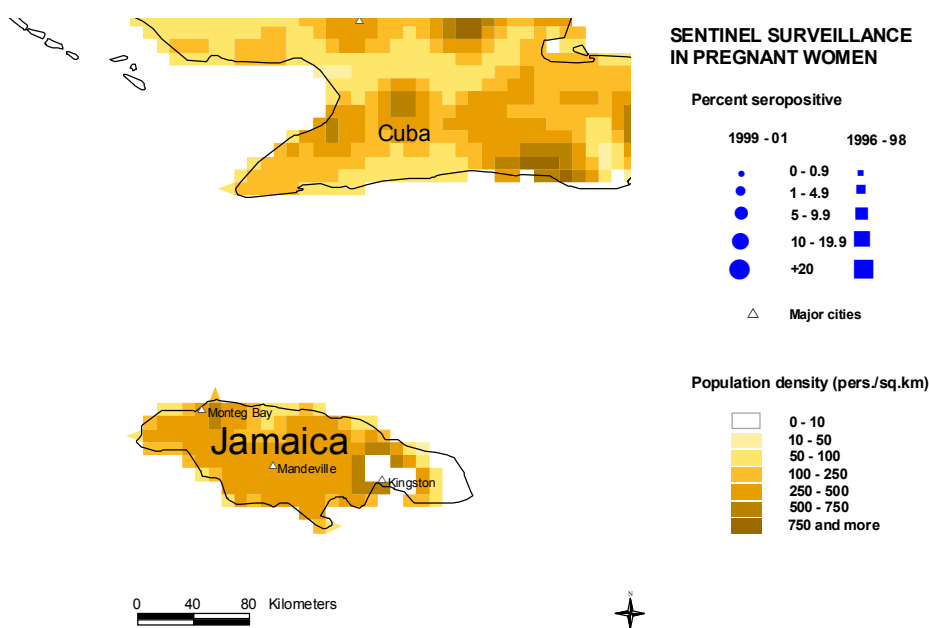 SENTINEL SURVEILLANCE
IN PREGNANT WOMEN
Percent seropositive
1999 - 01 1996 - 98
0 - 0.9
1 - 4.9
5 - 9.9
10 - 19.9
+20
Major cities
Cuba
Population density (pers./sq.km)
0 - 10
10 - 50
50 - 100
100 - 250
250 - 500
500 - 750
750 and more
Monteg Bay
Jamaica
Mandeville
Kingston
0 40 80 Kilometers
N